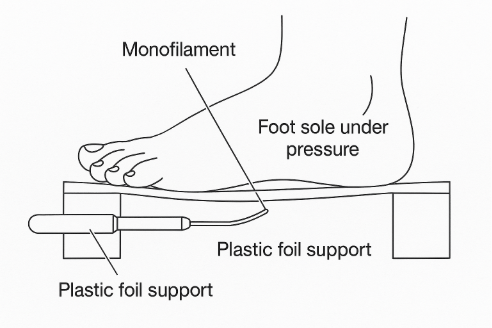 Monofilament
Foot sole under
pressure
Plastic foil support
Plastic foil support